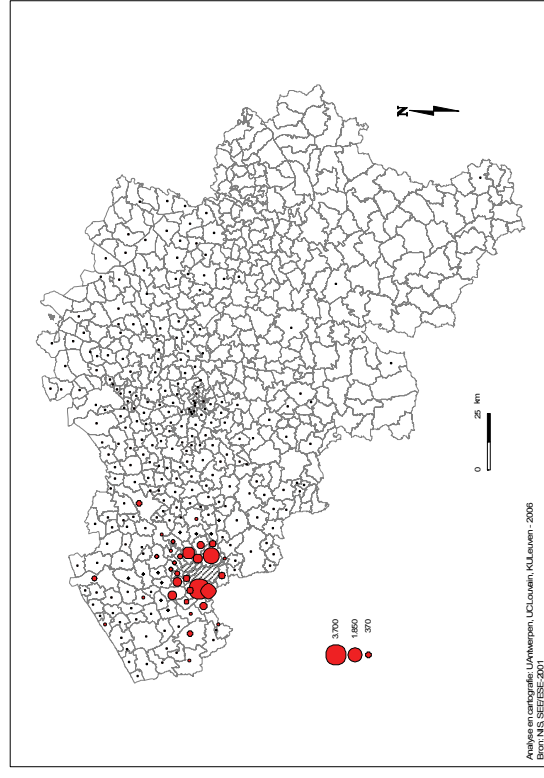 N
0 25 km
3.700
1.850
370
Analyse en cartografie: UAntwerpen, UCLouvain, KULeuven - 2006
Bron: NIS, SEE/ESE-2001